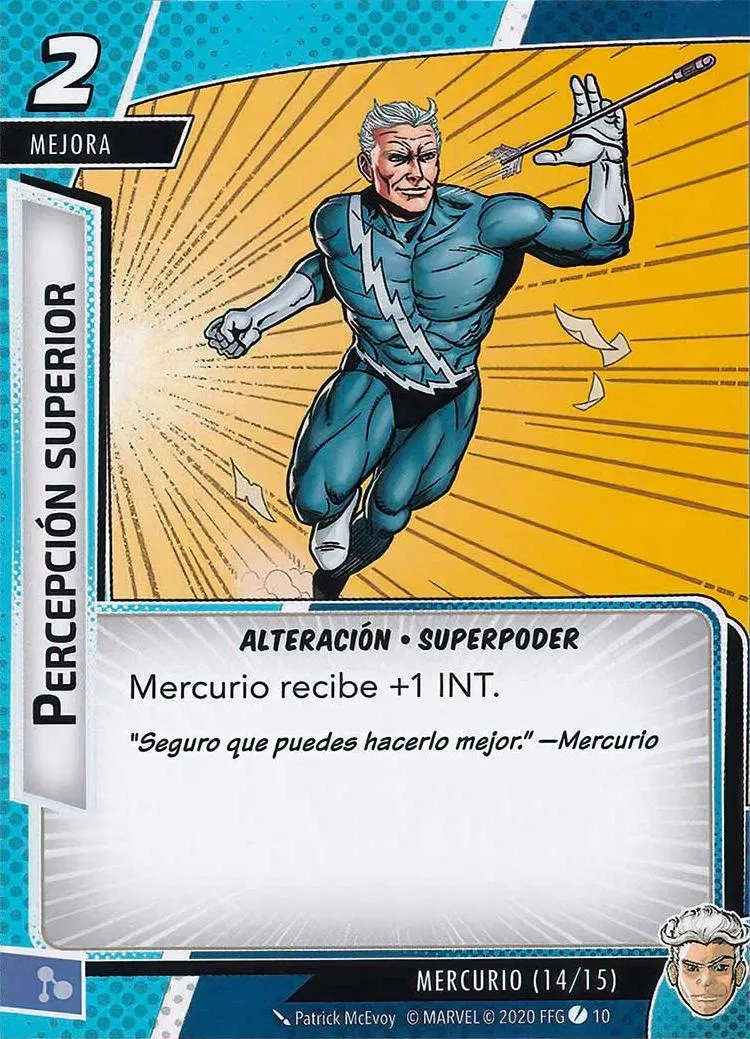 2
MEJORA
PERCEPCIÓN SUPERIOR
ALTERACIÓN • SUPERPODER
Mercurio recibe +1 INT.
"Seguro que puedes hacerlo mejor." —Mercurio
MERCURIO (14/15)
Patrick McEvoy © MARVEL © 2020 FFG 10